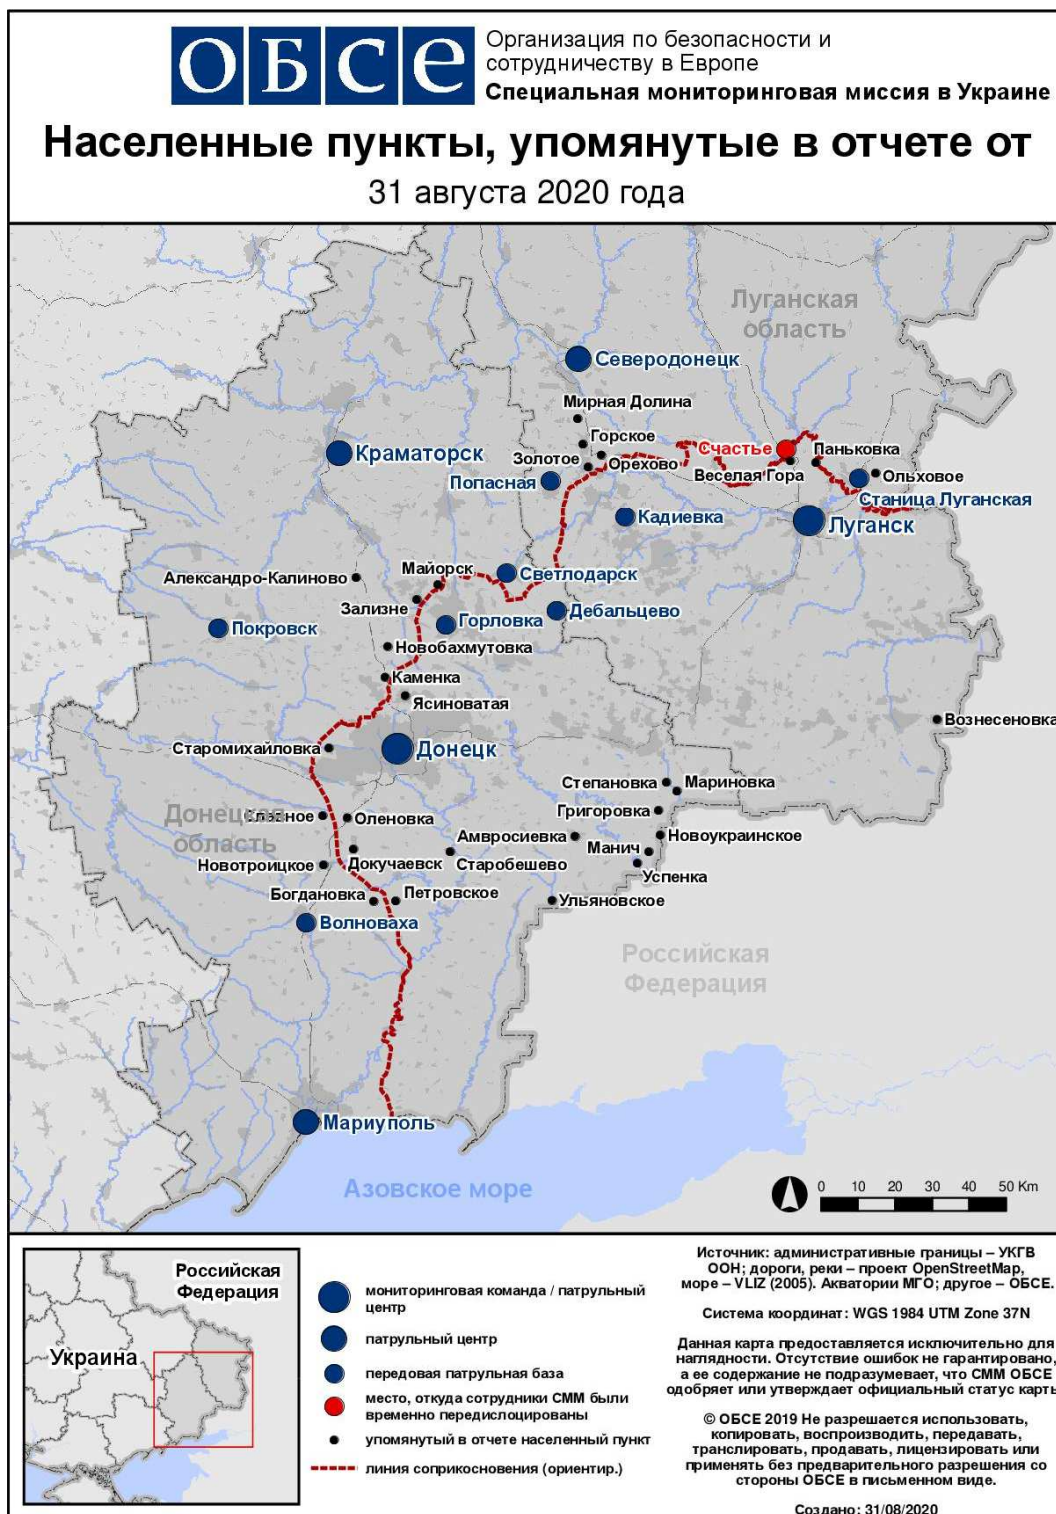 ОБСЕ
Организация по безопасности и
сотрудничеству в Европе
Специальная мониторинговая миссия в Украине
Населенные пункты, упомянутые в отчете от
31 августа 2020 года
Луганская
область
Северодонецк
Мирная Долина
Горское
Счастье
Паньковка
Краматорск
Золотое
Орехово
Веселая Гора
Ольховое
Попасная
Станица Луганская
Кадиевка
Луганск
Майорск
Александро-Калиново
Светлодарск
Зализне
Дебальцево
Горловка
Покровск
Новобахмутовка
Каменка
Ясиноватая
Вознесеновка
Старомихайловка
Донецк
Степановка
Мариновка
Григоровка
Донецкая
область
Оленовка
Амвросиевка
Новоукраинское
Манич
Новотроицкое
Докучаевск
Старобешево
Успенка
Богдановка
Петровское
Ульяновское
Волноваха
Российская
Федерация
Мариуполь
Азовское море
0 10 20 30 40 50 Km
Российская
Федерация
Украина
мониторинговая команда / патрульный
центр
патрульный центр
передовая патрульная база
место, откуда сотрудники СММ были
временно передислоцированы
упомянутый в отчете населенный пункт
линия соприкосновения (ориентир.)
Источник: административные границы – УКГВ
ООН; дороги, реки – проект OpenStreetMap,
море – VLIZ (2005). Акватории МГО; другое – ОБСЕ.
Система координат: WGS 1984 UTM Zone 37N
Данная карта предоставляется исключительно для
наглядности. Отсутствие ошибок не гарантировано,
а ее содержание не подразумевает, что СММ ОБСЕ
одобряет или утверждает официальный статус карты
© ОБСЕ 2019 Не разрешается использовать,
копировать, воспроизводить, передавать,
транслировать, продавать, лицензировать или
применять без предварительного разрешения со
стороны ОБСЕ в письменном виде.
Создано: 31/08/2020